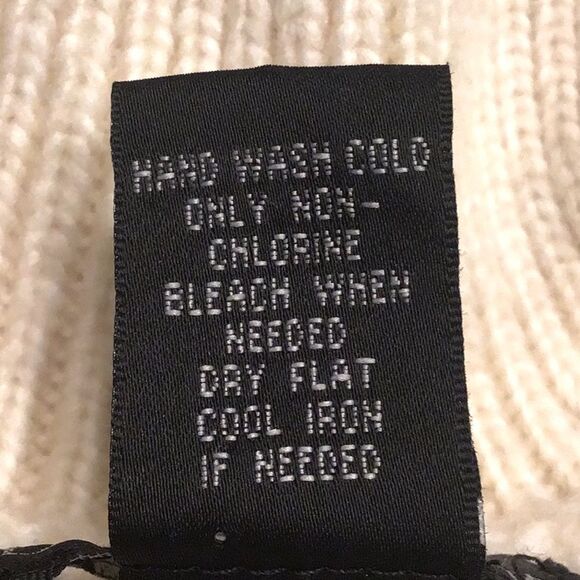 HAND WASH COLD
ONLY NON-
CHLORINE
BLEACH WHEN
NEEDED
DRY FLAT
COOL IRON
IF NEEDED